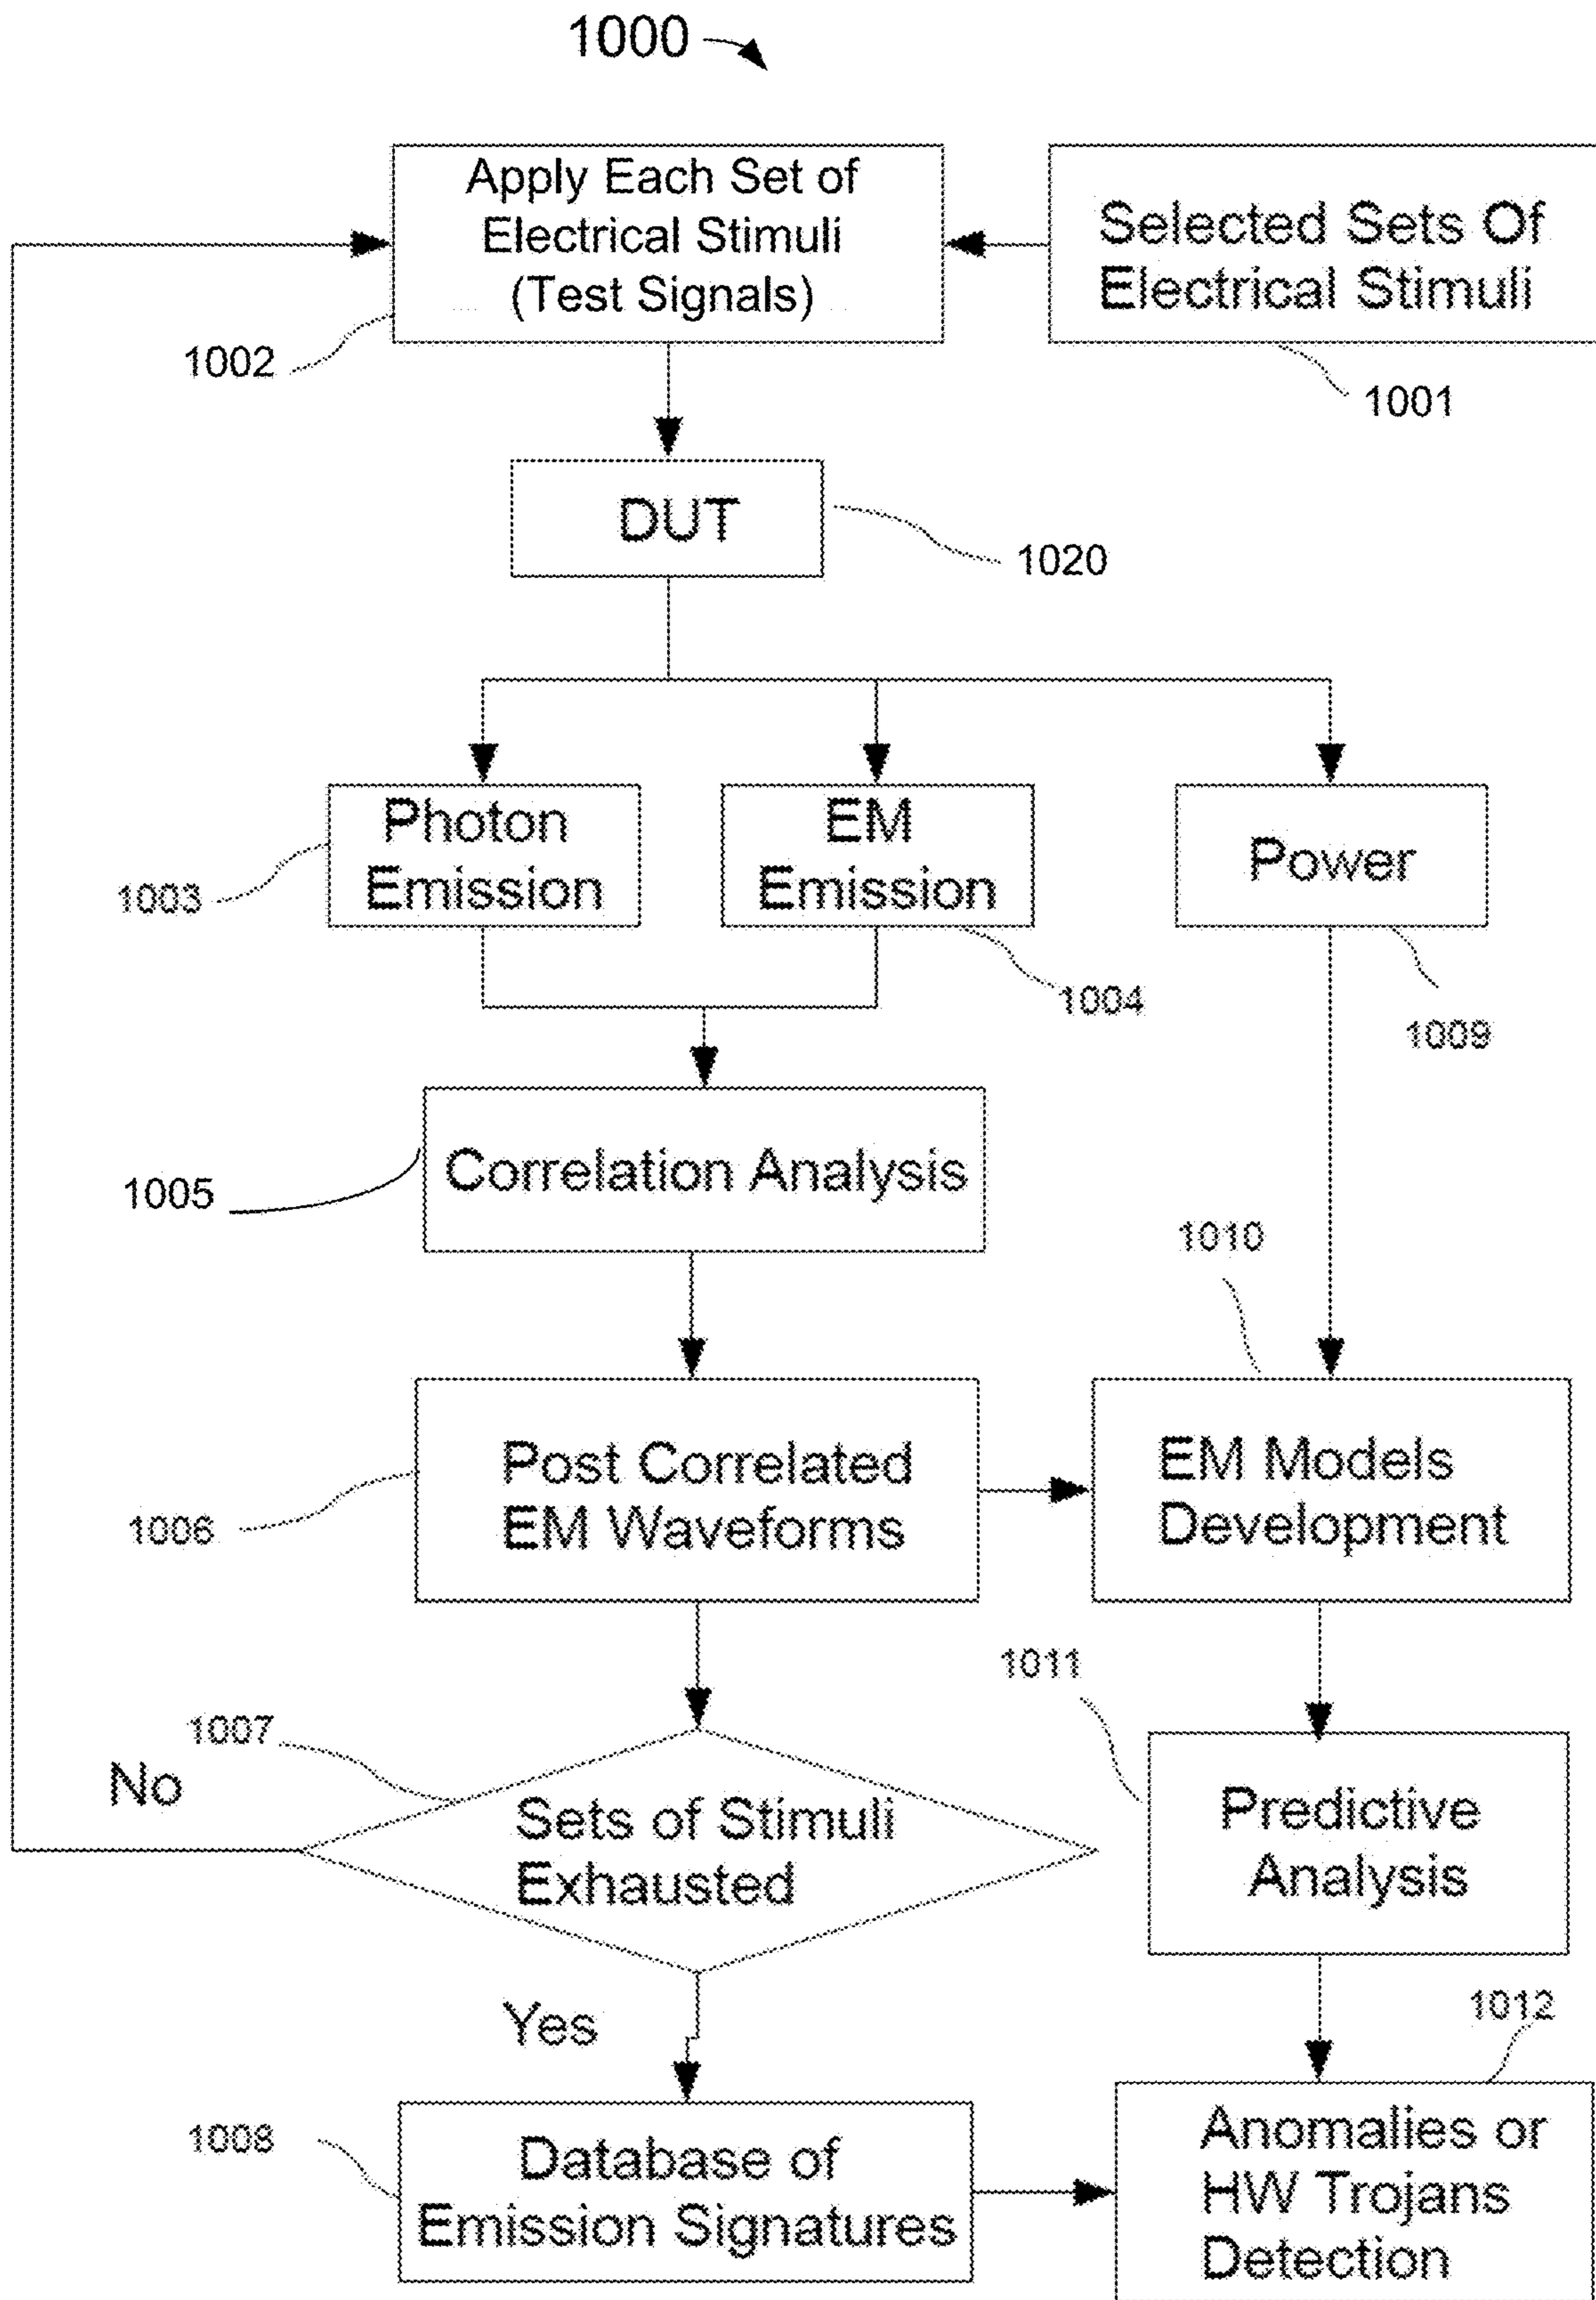 1000
Apply Each Set of
Electrical Stimuli
(Test Signals)
Selected Sets Of
Electrical Stimuli
1002
1001
DUT
1020
Photon
Emission
EM
Emission
Power
1003
1004
1009
Correlation Analysis
1005
1010
Post Correlated
EM Waveforms
EM Models
Development
1006
1011
1007
No
Sets of Stimuli
Exhausted
Predictive
Analysis
Yes
1012
1008
Database of
Emission Signatures
Anomalies or
HW Trojans
Detection